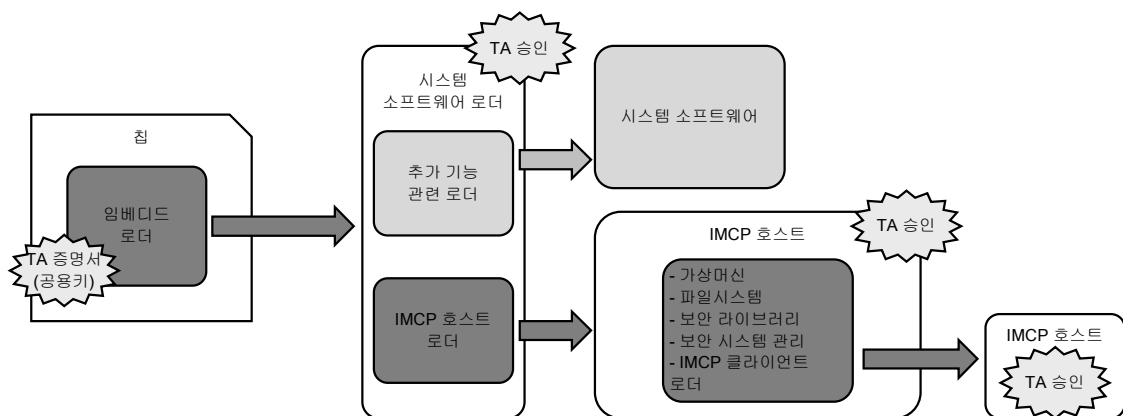 칩
임베디드
로더
TA 증명서
(공용키)
TA 승인
시스템
소프트웨어 로더
추가 기능
관련 로더
IMCP 호스트
로더
시스템 소프트웨어
TA 승인
IMCP 호스트
- 가상머신
- 파일시스템
- 보안 라이브러리
- 보안 시스템 관리
- IMCP 클라이언트
로더
IMCP 호스트
TA 승인